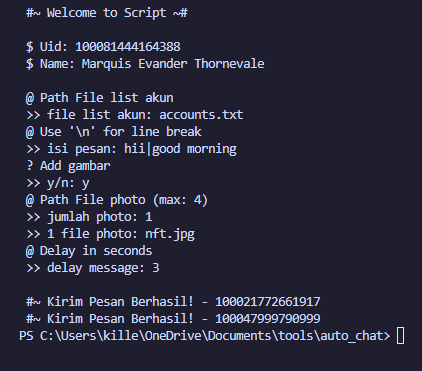 #~ Welcome to Script ~#
$ Uid: 100081444164388
$ Name: Marquis Evander Thornevale
@ Path File list akun
>> file list akun: accounts.txt
@ Use '\n' for line break
>> isi pesan: hii|good morning
? Add gambar
>> y/n: y
@ Path File photo (max: 4)
>> jumlah photo: 1
>> 1 file photo: nft.jpg
@ Delay in seconds
>> delay message: 3
#~ Kirim Pesan Berhasil! - 100021772661917
#~ Kirim Pesan Berhasil! - 100047999790999
PS C:\Users\kille\OneDrive\Documents\tools\auto_chat>